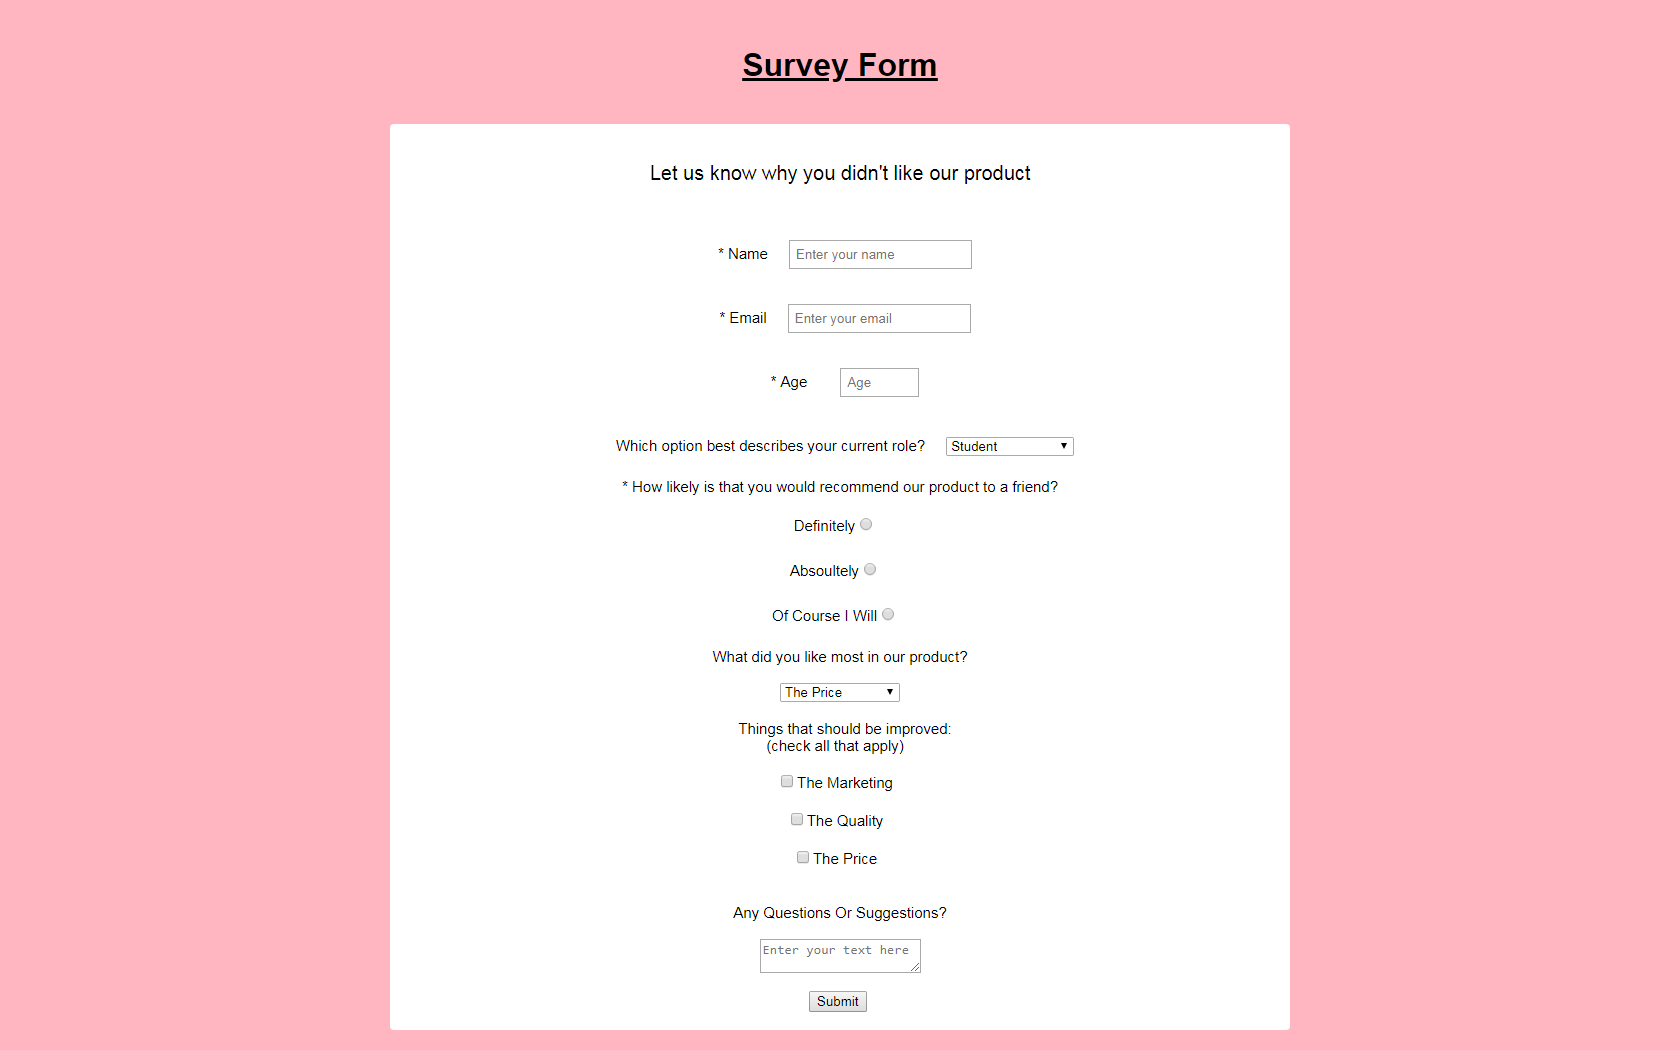 Survey Form
Let us know why you didn't like our product
* Name Enter your name
* Email Enter your email
* Age Age
Which option best describes your current role? Student
* How likely is that you would recommend our product to a friend?
Definitely
Absoultely
Of Course I Will
What did you like most in our product?
The Price
Things that should be improved:
(check all that apply)
The Marketing
The Quality
The Price
Any Questions Or Suggestions?
Enter your text here
Submit